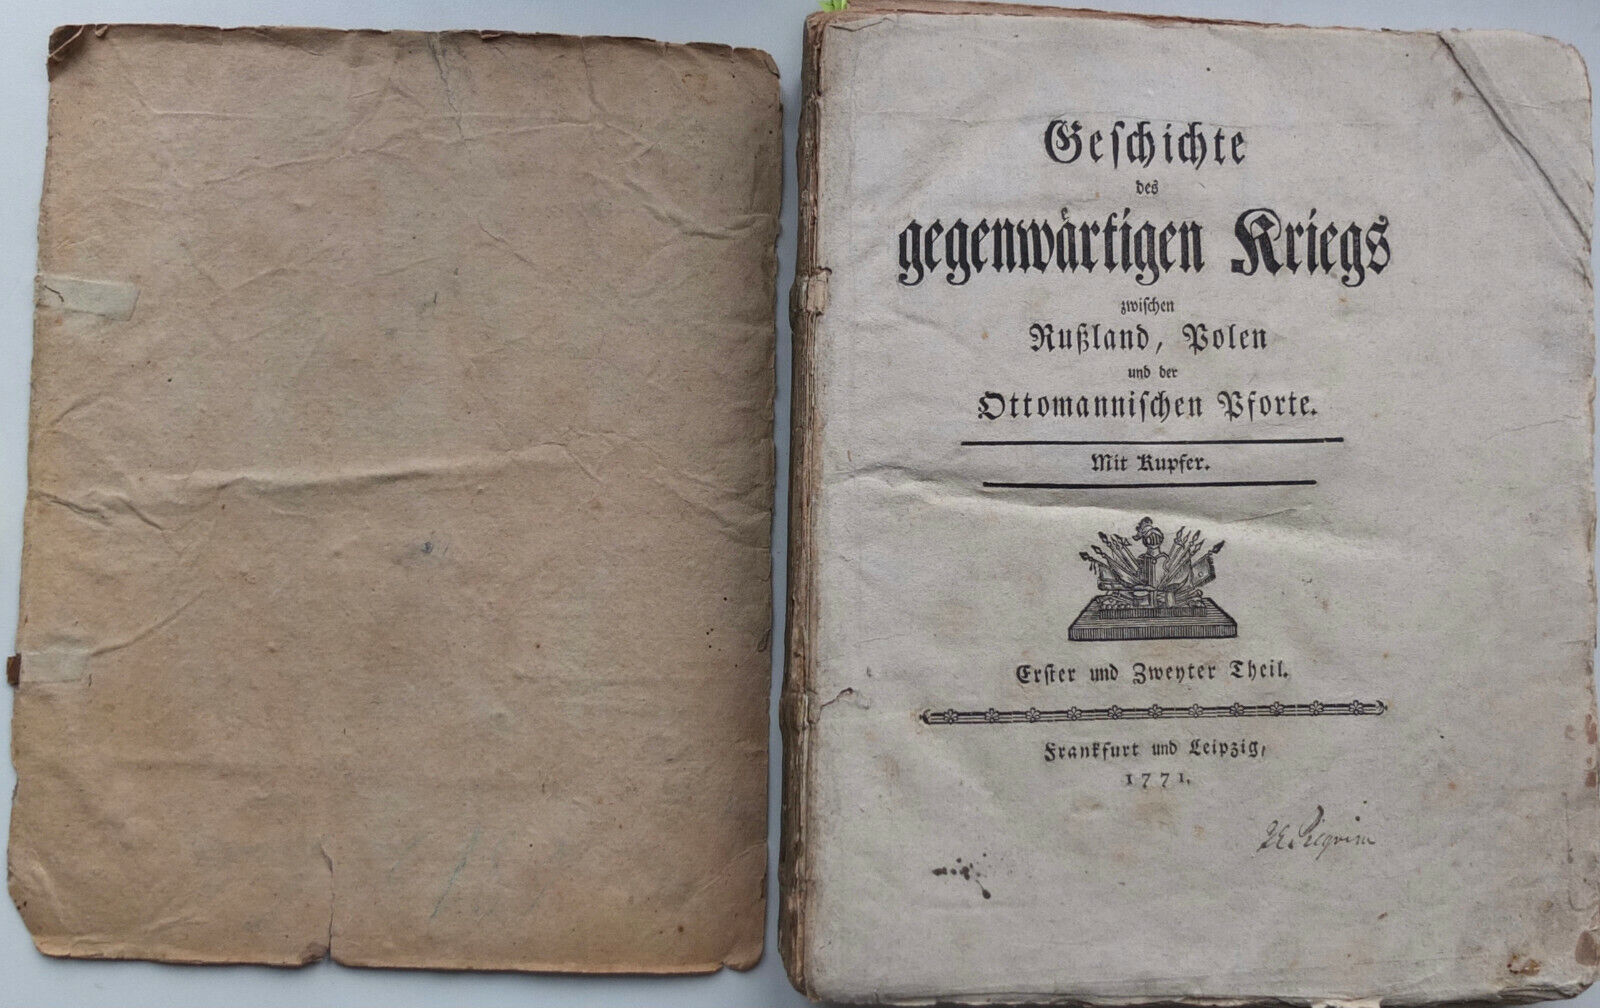 Geschichte
des
gegenwärtigen Kriegs
zwischen
Rußland, Polen
und der
Ottomannischen Pforte.
Mit Kupfer.
Erster und Zweyter Theil.
Frankfurt und Leipzig,
1771.